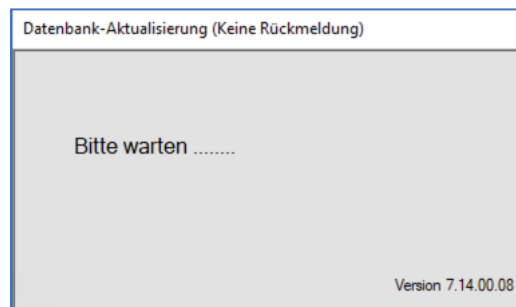 Datenbank-Aktualisierung (Keine Rückmeldung)
Bitte warten ........
Version 7.14.00.08